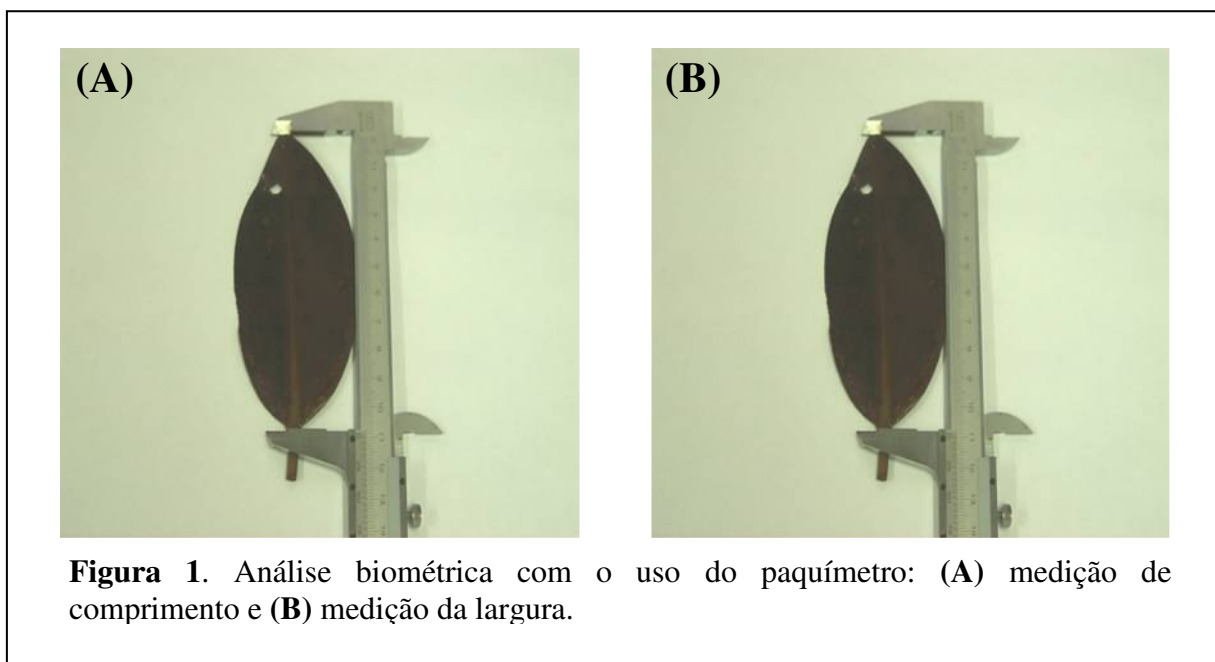 (A)
(B)
Figura 1. Análise biométrica com o uso do paquímetro: (A) medição de
comprimento e (B) medição da largura.